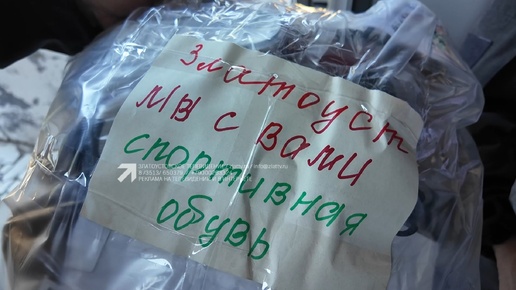 Златоуст
мы с вами
спортивная
обувь